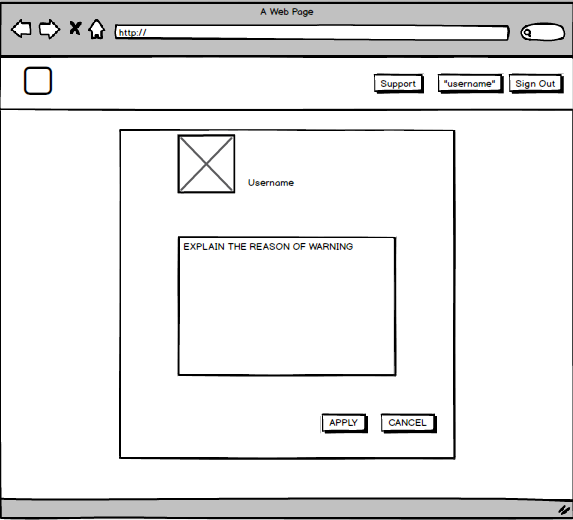 A Web Page
http://
Support
"username"
Sign Out
Username
EXPLAIN THE REASON OF WARNING
APPLY
CANCEL